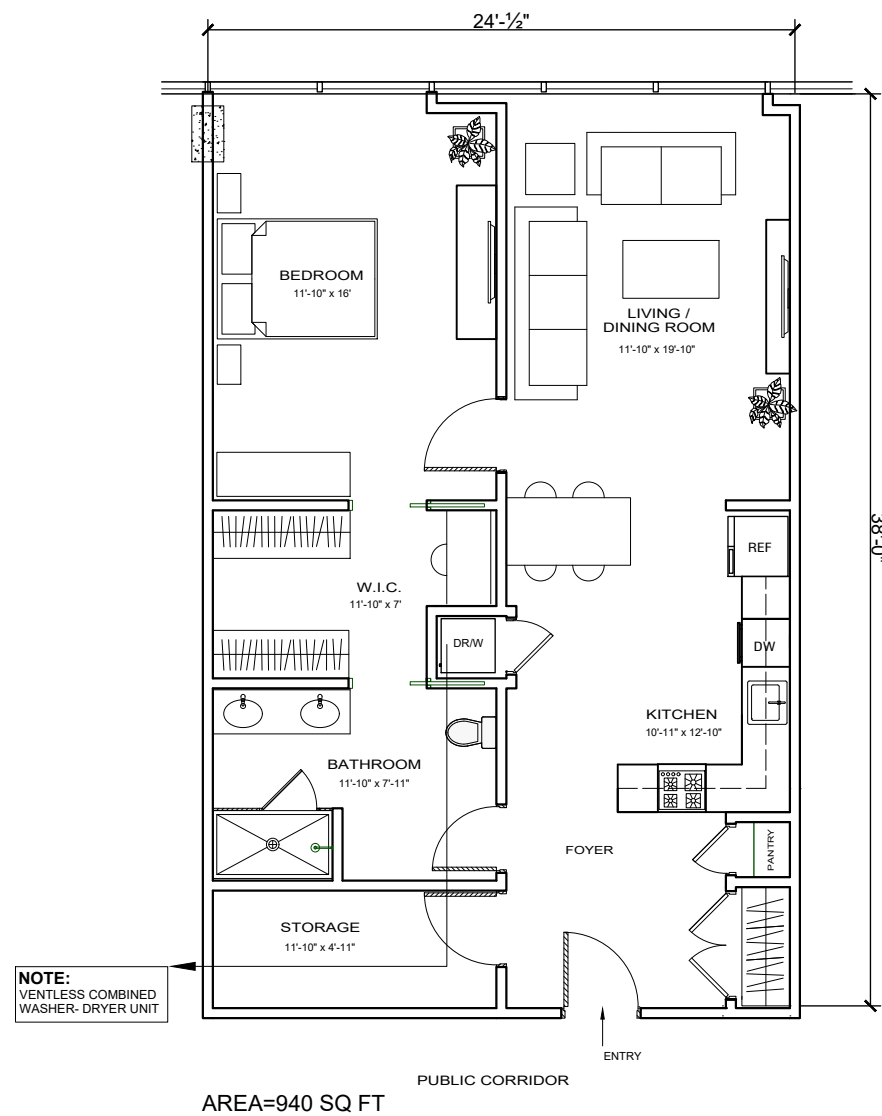 24'-½"
BEDROOM
11'-10" x 16'
LIVING /
DINING ROOM
11'-10" x 19'-10"
38'-0"
REF
W.I.C.
11'-10" x 7'
DR/W
DW
KITCHEN
10'-11" x 12'-10"
BATHROOM
11'-10" x 7'-11"
FOYER
PANTRY
STORAGE
11'-10" x 4'-11"
NOTE:
VENTLESS COMBINED
WASHER- DRYER UNIT
ENTRY
PUBLIC CORRIDOR
AREA=940 SQ FT